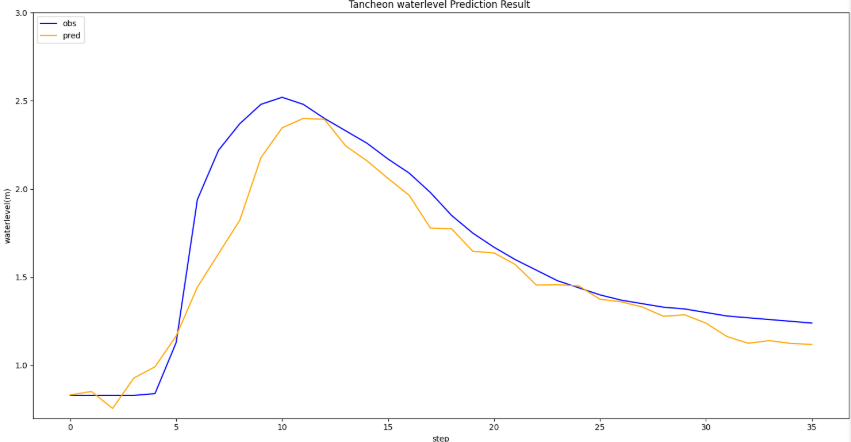 Tancheon waterlevel Prediction Result
obs
pred
3.0
2.5
2.0
1.5
1.0
waterlevel(m)
0 5 10 15 20 25 30 35
step